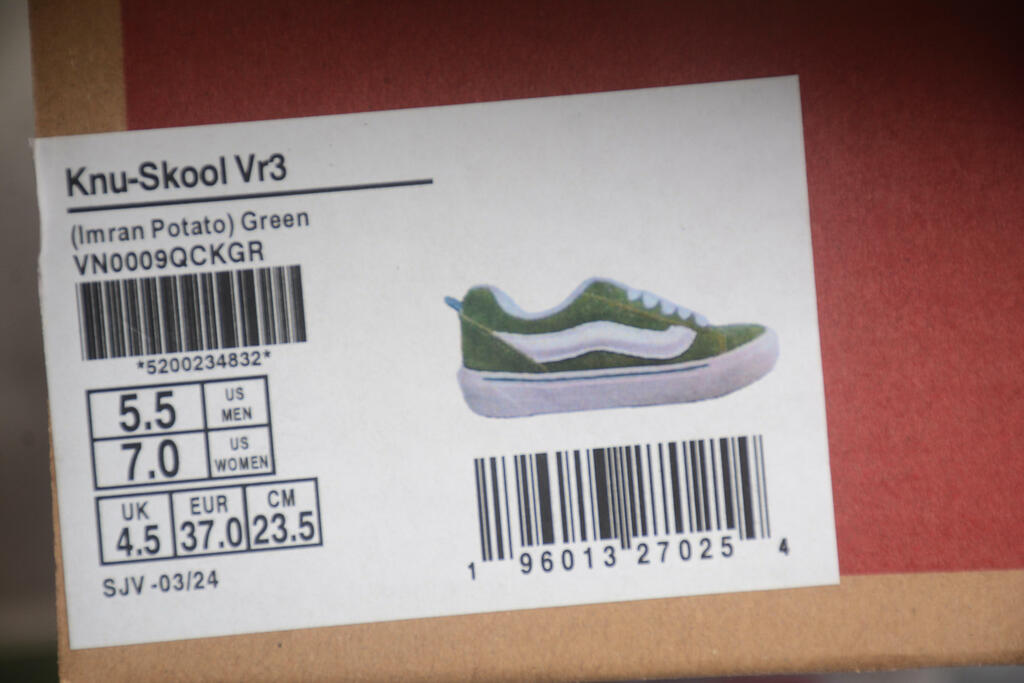 Knu-Skool Vr3
(Imran Potato) Green
VN0009QCKGR
*5200234832*
5.5 US MEN
7.0 US WOMEN
UK EUR CM
4.5 37.0 23.5
SJV -03/24
1 96013 27025 4